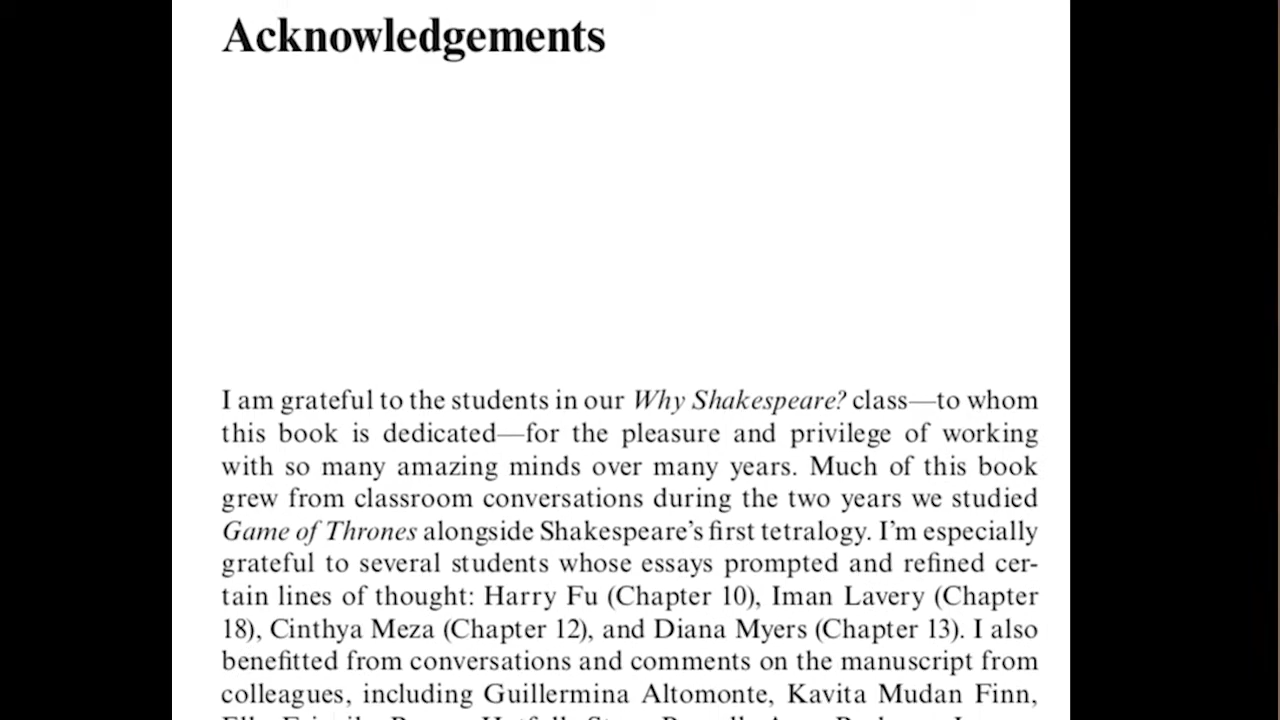 Acknowledgements
I am grateful to the students in our Why Shakespeare? class—to whom
this book is dedicated—for the pleasure and privilege of working
with so many amazing minds over many years. Much of this book
grew from classroom conversations during the two years we studied
Game of Thrones alongside Shakespeare’s first tetralogy. I’m especially
grateful to several students whose essays prompted and refined cer-
tain lines of thought: Harry Fu (Chapter 10), Iman Lavery (Chapter
18), Cinthya Meza (Chapter 12), and Diana Myers (Chapter 13). I also
benefitted from conversations and comments on the manuscript from
colleagues, including Guillermina Altomonte, Kavita Mudan Finn,